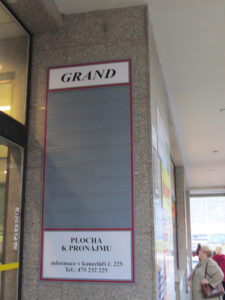 GRAND
PLOCHA
K PRONÁJMU
informace v kanceláři č. 225
Tel.: 475 232 225